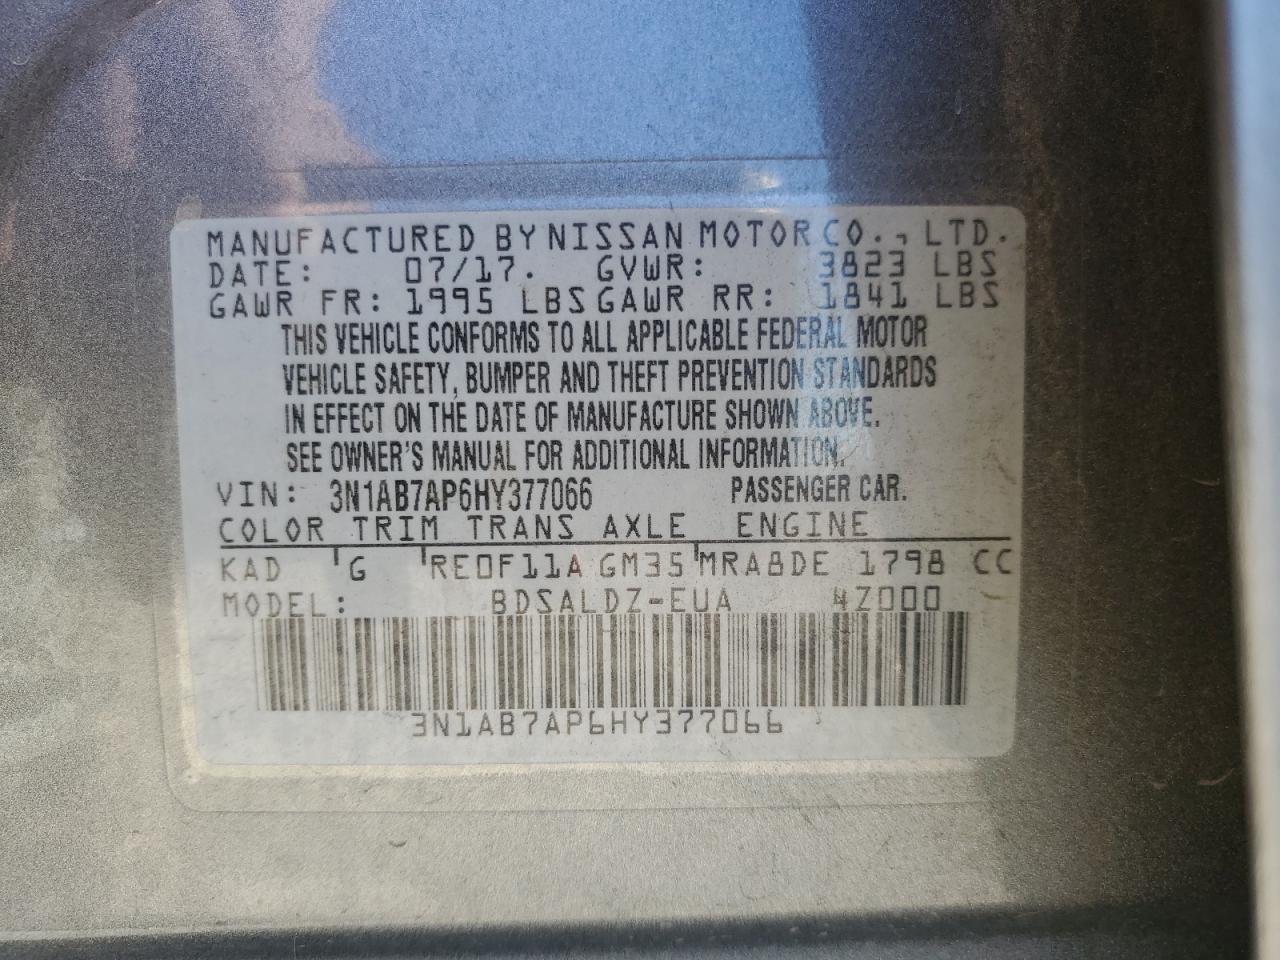 MANUFACTURED BY NISSAN MOTOR CO., LTD.
DATE: 07/17. GVWR: 3823 LBS
GAWR FR: 1995 LBS GAWR RR: 1841 LBS
THIS VEHICLE CONFORMS TO ALL APPLICABLE FEDERAL MOTOR
VEHICLE SAFETY, BUMPER AND THEFT PREVENTION STANDARDS
IN EFFECT ON THE DATE OF MANUFACTURE SHOWN ABOVE.
SEE OWNER'S MANUAL FOR ADDITIONAL INFORMATION.
VIN: 3N1AB7AP6HY377066 PASSENGER CAR.
COLOR TRIM TRANS AXLE ENGINE
KAD G RE0F11A GM35 MRA8DE 1798 CC
MODEL: BDSALDZ-EUA 4Z000
3N1AB7AP6HY377066